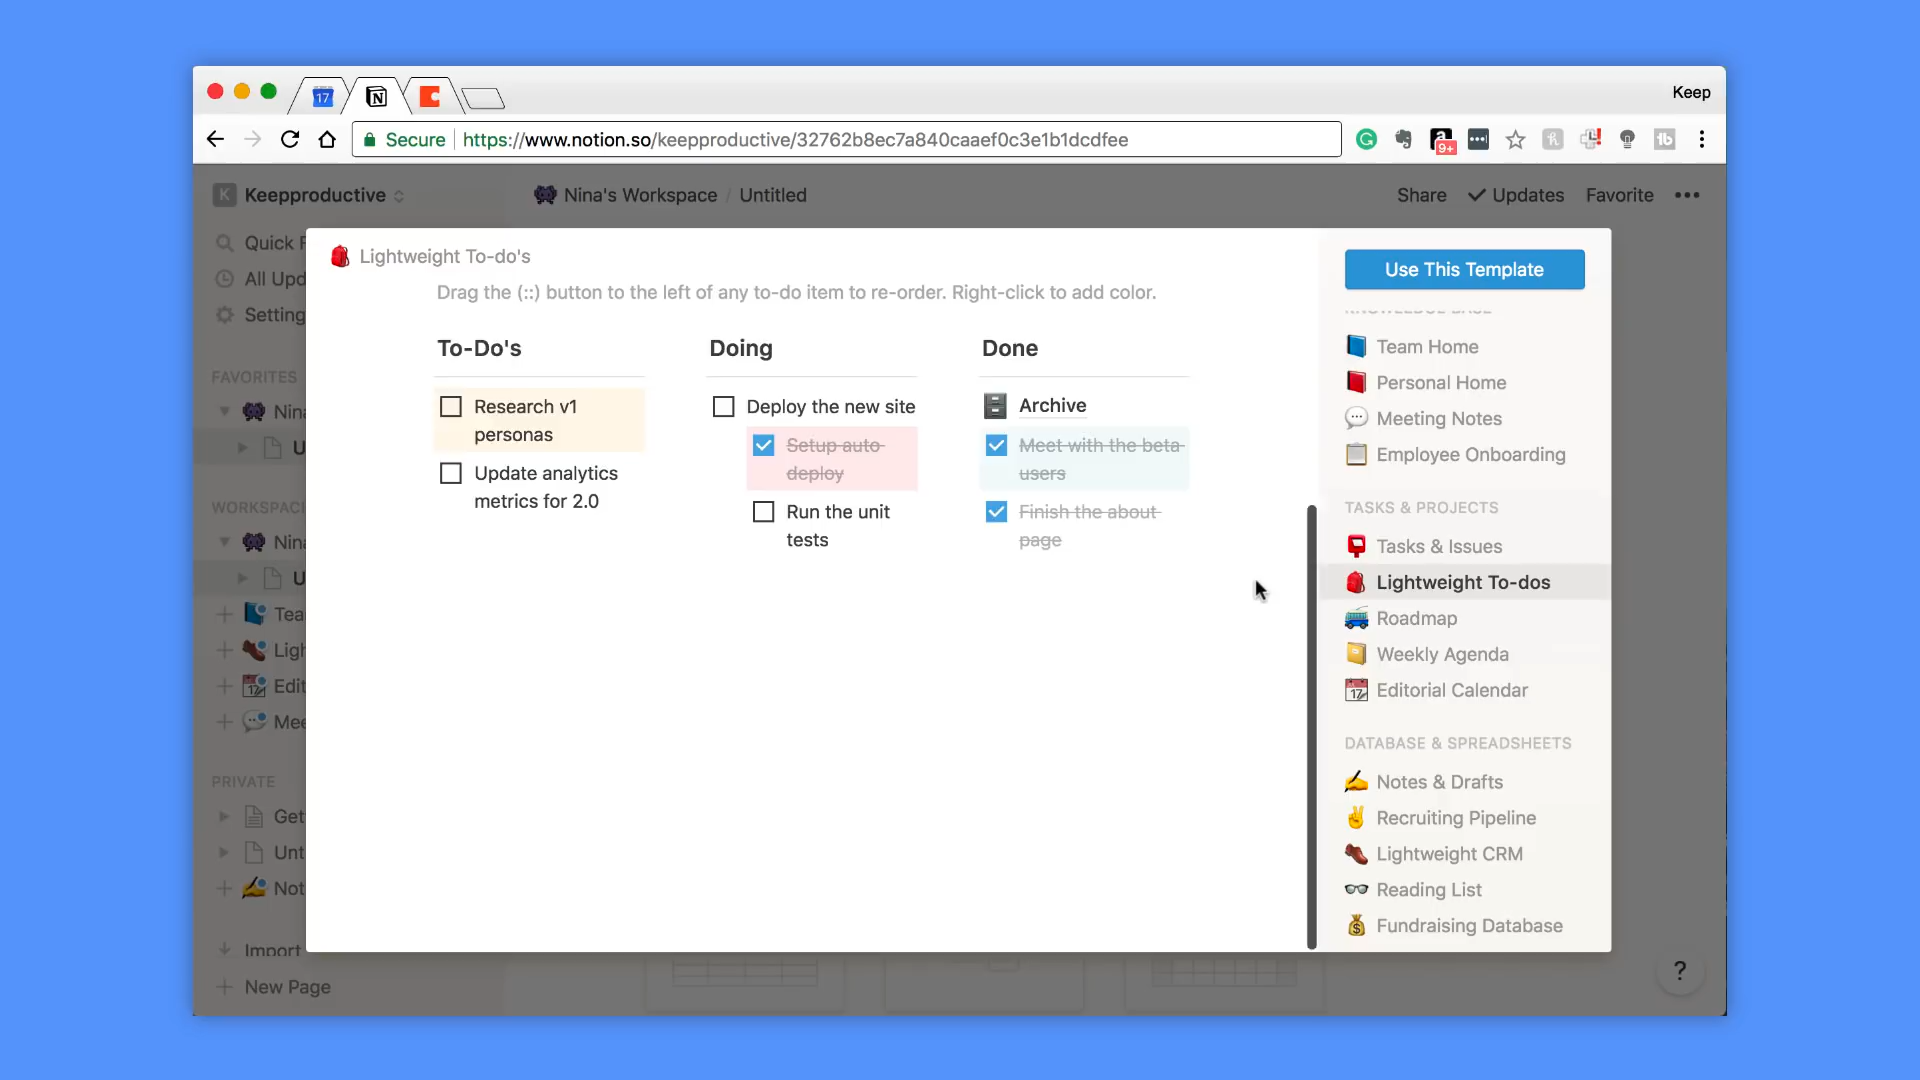 17
Keep
Secure https://www.notion.so/keepproductive/32762b8ec7a840caaef0c3e1b1dcdfee
9+
K Keepproductive
Nina's Workspace / Untitled
Share Updates Favorite
Quick
All Upd
Setting
FAVORITES
Nina
U
WORKSPAC
Nina
U
Tea
Ligh
Edit
Mee
PRIVATE
Get
Unt
Not
Import
New Page
Lightweight To-do's
Drag the (::) button to the left of any to-do item to re-order. Right-click to add color.
To-Do's
Research v1
personas
Update analytics
metrics for 2.0
Doing
Deploy the new site
Setup auto
deploy
Run the unit
tests
Done
Archive
Meet with the beta
users
Finish the about
page
Use This Template
KNOWLEDGE BASE
Team Home
Personal Home
Meeting Notes
Employee Onboarding
TASKS & PROJECTS
Tasks & Issues
Lightweight To-dos
Roadmap
Weekly Agenda
Editorial Calendar
DATABASE & SPREADSHEETS
Notes & Drafts
Recruiting Pipeline
Lightweight CRM
Reading List
Fundraising Database
?